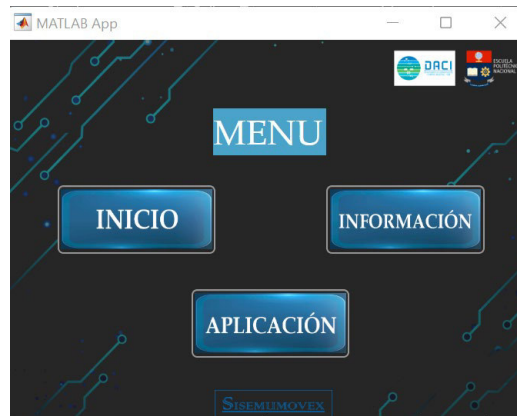 MATLAB App
DACI
ESCUELA
POLITÉCNICA
NACIONAL
MENU
INICIO
INFORMACIÓN
APLICACIÓN
SISEMUMOVEX